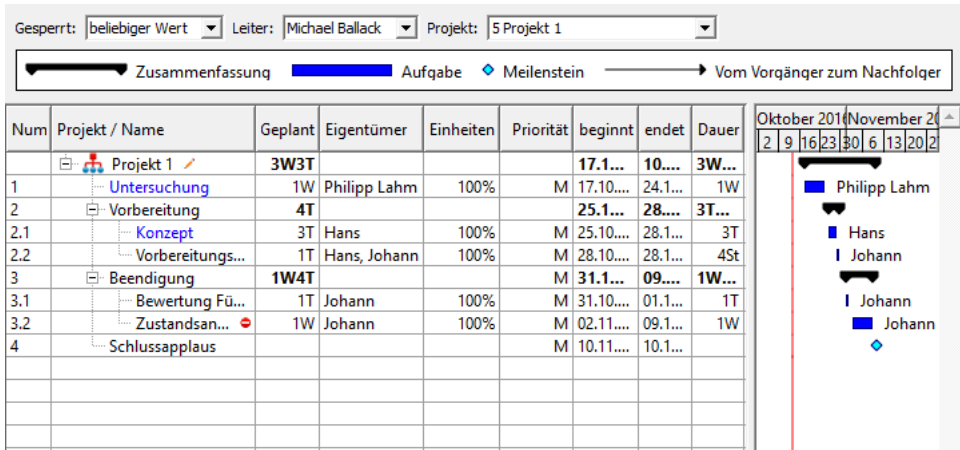 Gesperrt: beliebiger Wert Leiter: Michael Ballack Projekt: 5 Projekt 1
Zusammenfassung Aufgabe Meilenstein Vom Vorgänger zum Nachfolger
Num Projekt / Name Geplant Eigentümer Einheiten Priorität beginnt endet Dauer
Oktober 2016 November 20
2 9 16 23 30 6 13 20 2
Projekt 1 3W3T 17.1... 10.... 3W...
1 Untersuchung 1W Philipp Lahm 100% M 17.10.... 24.1... 1W Philipp Lahm
2 Vorbereitung 4T 25.1... 28.... 3T...
2.1 Konzept 3T Hans 100% M 25.10.... 28.1... 3T Hans
2.2 Vorbereitungs... 1T Hans, Johann 100% M 28.10.... 28.1... 4St Johann
3 Beendigung 1W4T M 31.1... 09.... 1W...
3.1 Bewertung Fü... 1T Johann 100% M 31.10.... 01.1... 1T Johann
3.2 Zustandsan... 1W Johann 100% M 02.11.... 09.1... 1W Johann
4 Schlussapplaus M 10.11.... 10.1...